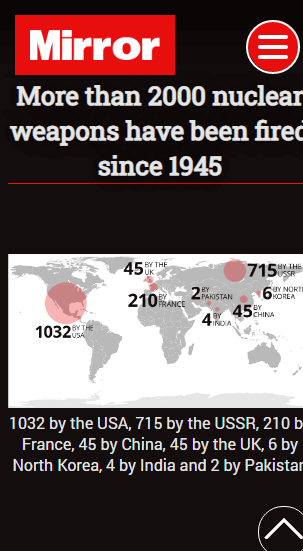 Mirror
More than 2000 nuclear
weapons have been fired
since 1945
45 BY THE UK
715 BY THE USSR
210 BY FRANCE
2 BY PAKISTAN
6 BY NORTH KOREA
1032 BY THE USA
4 BY INDIA
45 BY CHINA
1032 by the USA, 715 by the USSR, 210 b
France, 45 by China, 45 by the UK, 6 by
North Korea, 4 by India and 2 by Pakistan